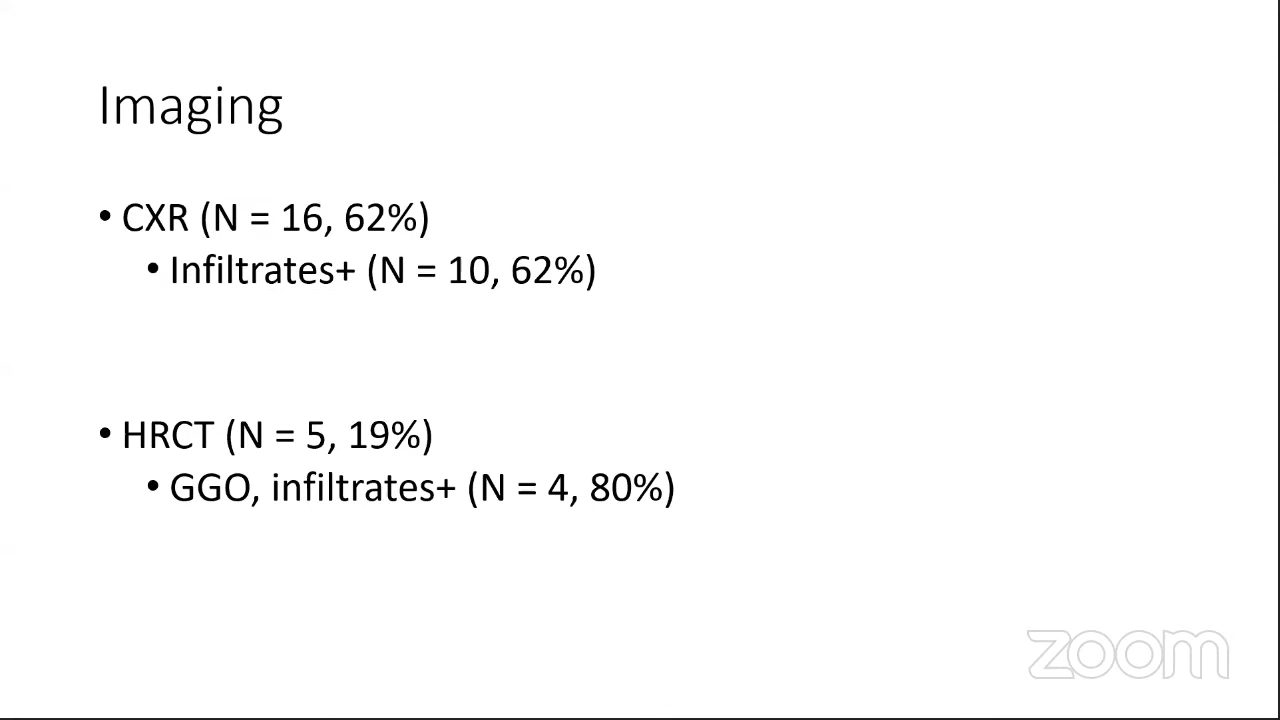 Imaging
• CXR (N = 16, 62%)
• Infiltrates+ (N = 10, 62%)
• HRCT (N = 5, 19%)
• GGO, infiltrates+ (N = 4, 80%)
zoom